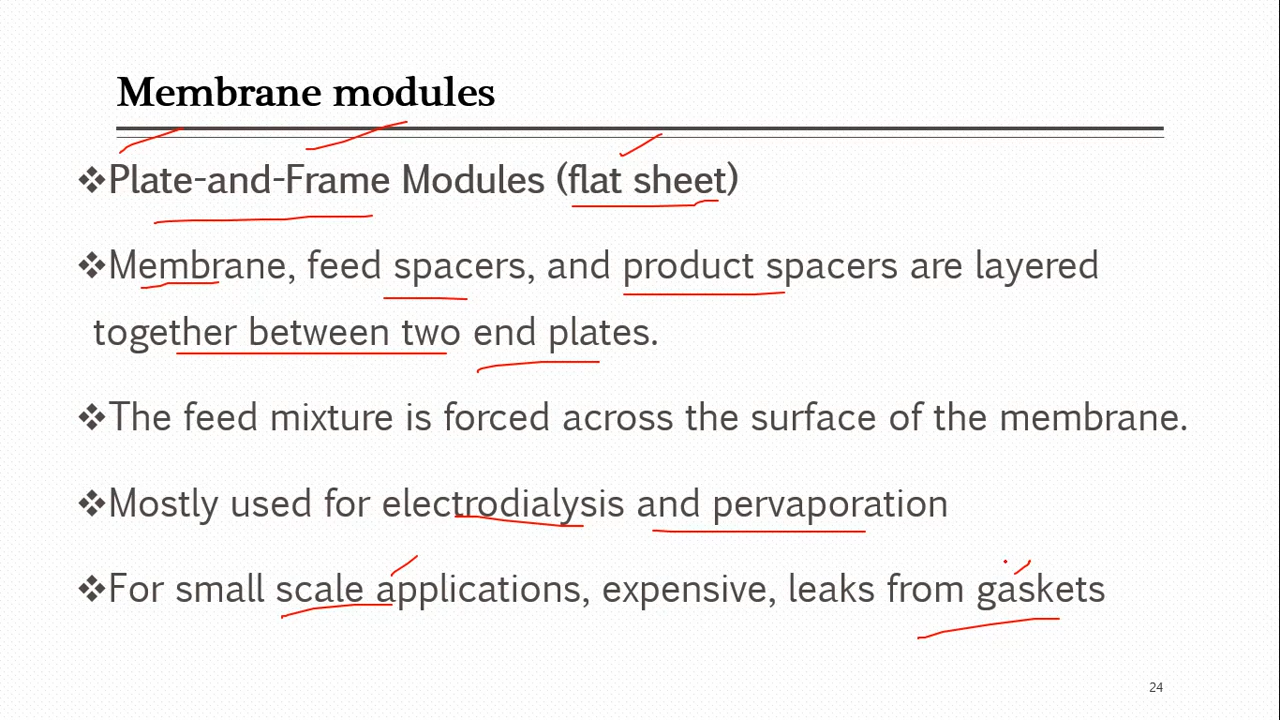 Membrane modules
❖Plate-and-Frame Modules (flat sheet)
❖Membrane, feed spacers, and product spacers are layered
together between two end plates.
❖The feed mixture is forced across the surface of the membrane.
❖Mostly used for electrodialysis and pervaporation
❖For small scale applications, expensive, leaks from gaskets
24